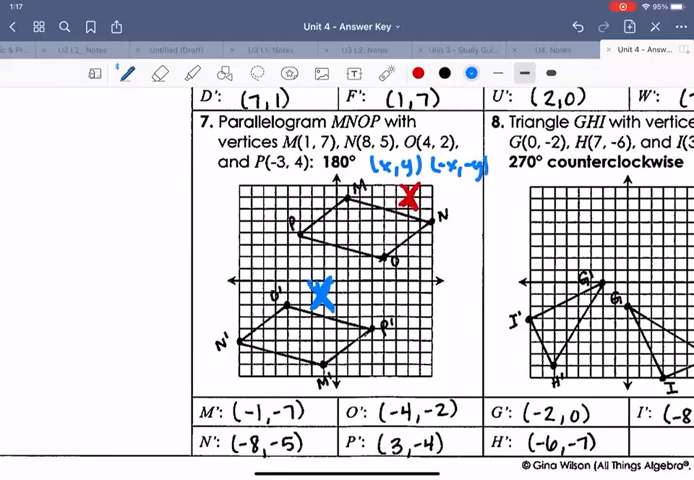 1:17
95%
Unit 4 - Answer Key
U2 L2_ Notes
Untitled (Draft)
U3 L1, Notes
U3 L2, Notes
Unit 3 - Study Gui...
U4, Notes
Unit 4 - Answ...
D': (7,1)
F': (1,7)
U': (2,0)
W': (
7. Parallelogram MNOP with
vertices M(1, 7), N(8, 5), O(4, 2),
and P(-3, 4): 180° (x,y) (-x,-y)
M
N
P
O
O'
P'
N'
M'
M': (-1,-7)
O': (-4,-2)
N': (-8,-5)
P': (3,-4)
8. Triangle GHI with vertice
G(0, -2), H(7, -6), and I(3
270° counterclockwise
G'
G
I'
H'
I
G': (-2,0)
I': (-8
H': (-6,-7)
© Gina Wilson (All Things Algebra®,